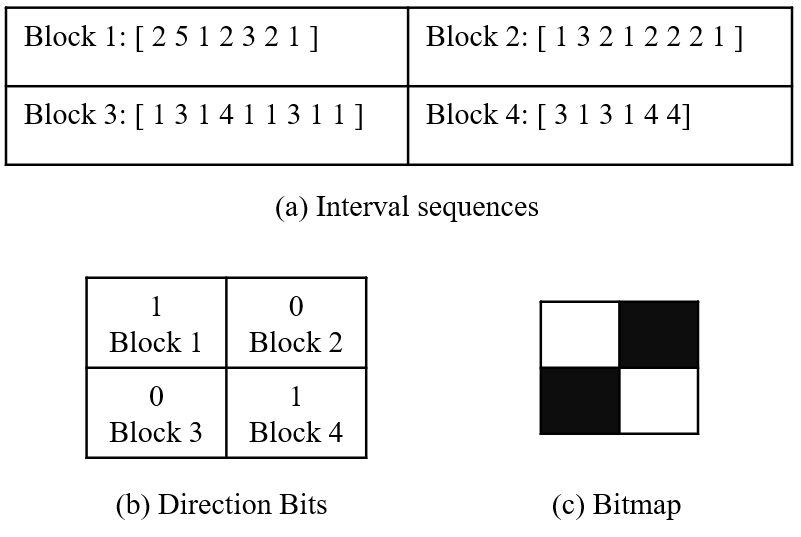 Block 1: [ 2 5 1 2 3 2 1 ]
Block 2: [ 1 3 2 1 2 2 2 1 ]
Block 3: [ 1 3 1 4 1 1 3 1 1 ]
Block 4: [ 3 1 3 1 4 4]
(a) Interval sequences
1
Block 1
0
Block 2
0
Block 3
1
Block 4
(b) Direction Bits
(c) Bitmap